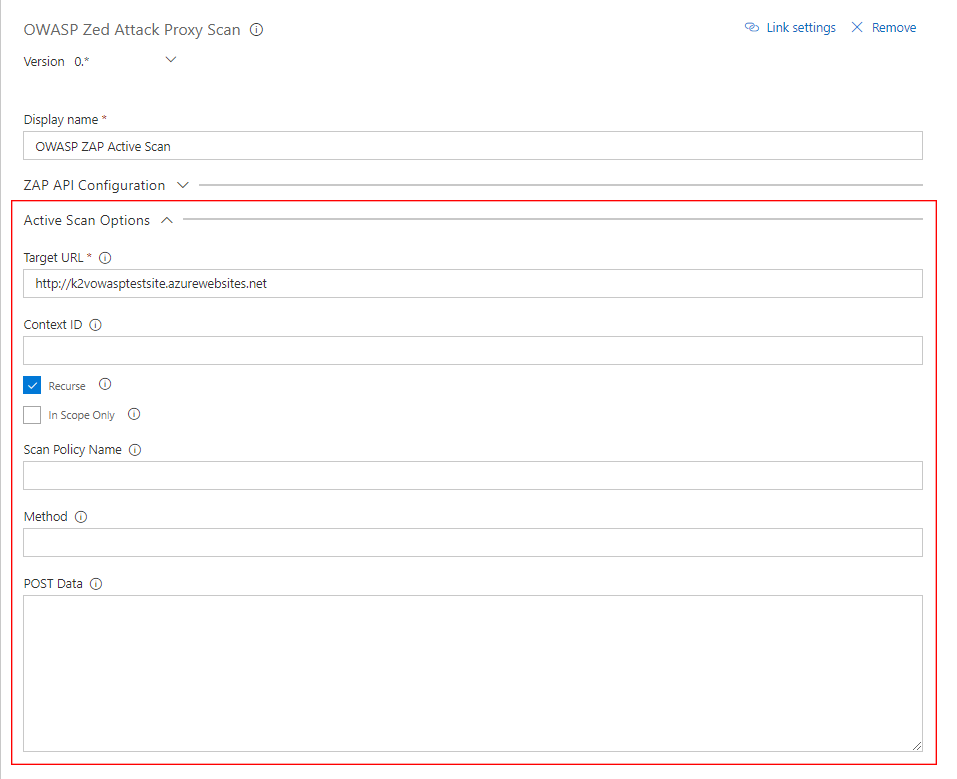 OWASP Zed Attack Proxy Scan
Link settings
Remove
Version 0.*
Display name *
OWASP ZAP Active Scan
ZAP API Configuration
Active Scan Options
Target URL *
http://k2vowasptestsite.azurewebsites.net
Context ID
Recurse
In Scope Only
Scan Policy Name
Method
POST Data